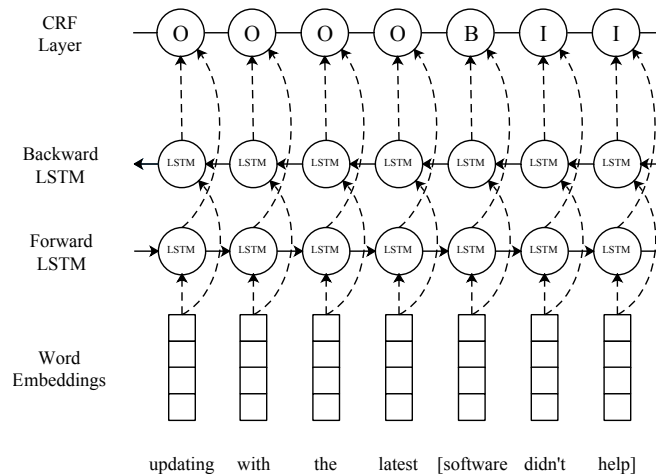 CRF
Layer
O O O O B I I
Backward
LSTM
LSTM LSTM LSTM LSTM LSTM LSTM LSTM
Forward
LSTM
LSTM LSTM LSTM LSTM LSTM LSTM LSTM
Word
Embeddings
updating with the latest [software didn't help]